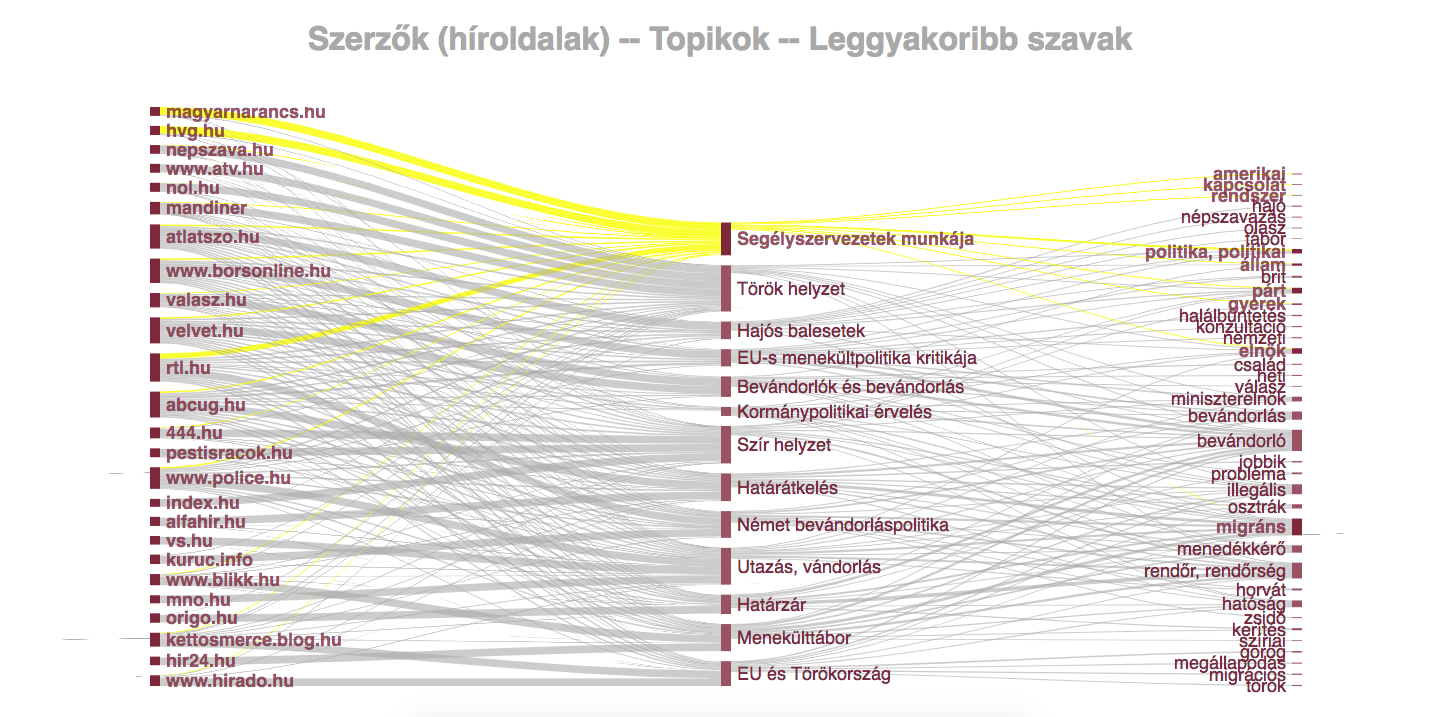 Szerzők (híroldalak) -- Topikok -- Leggyakoribb szavak
magyarnarancs.hu
hvg.hu
nepszava.hu
www.atv.hu
nol.hu
mandiner
atlatszo.hu
www.borsonline.hu
valasz.hu
velvet.hu
rtl.hu
abcug.hu
444.hu
pestisracok.hu
www.police.hu
index.hu
alfahir.hu
vs.hu
kuruc.info
www.blikk.hu
mno.hu
origo.hu
kettosmerce.blog.hu
hir24.hu
www.hirado.hu
Segélyszervezetek munkája
Török helyzet
Hajós balesetek
EU-s menekültpolitika kritikája
Bevándorlók és bevándorlás
Kormánypolitikai érvelés
Szír helyzet
Határátkelés
Német bevándorláspolitika
Utazás, vándorlás
Határzár
Menekülttábor
EU és Törökország
amerikai
kapcsolat
rendszer
háló
népszavazás
olasz
tábor
politika, politikai
állam
brit
párt
gyerek
halálbüntetés
konzultáció
nemzeti
elnök
család
heti
válasz
miniszterelnök
bevándorlás
bevándorló
jobbik
probléma
illegális
osztrák
migráns
menedékkérő
rendőr, rendőrség
horvát
hatóság
zsidó
kerítés
szíriai
görög
megállapodás
migrációs
török